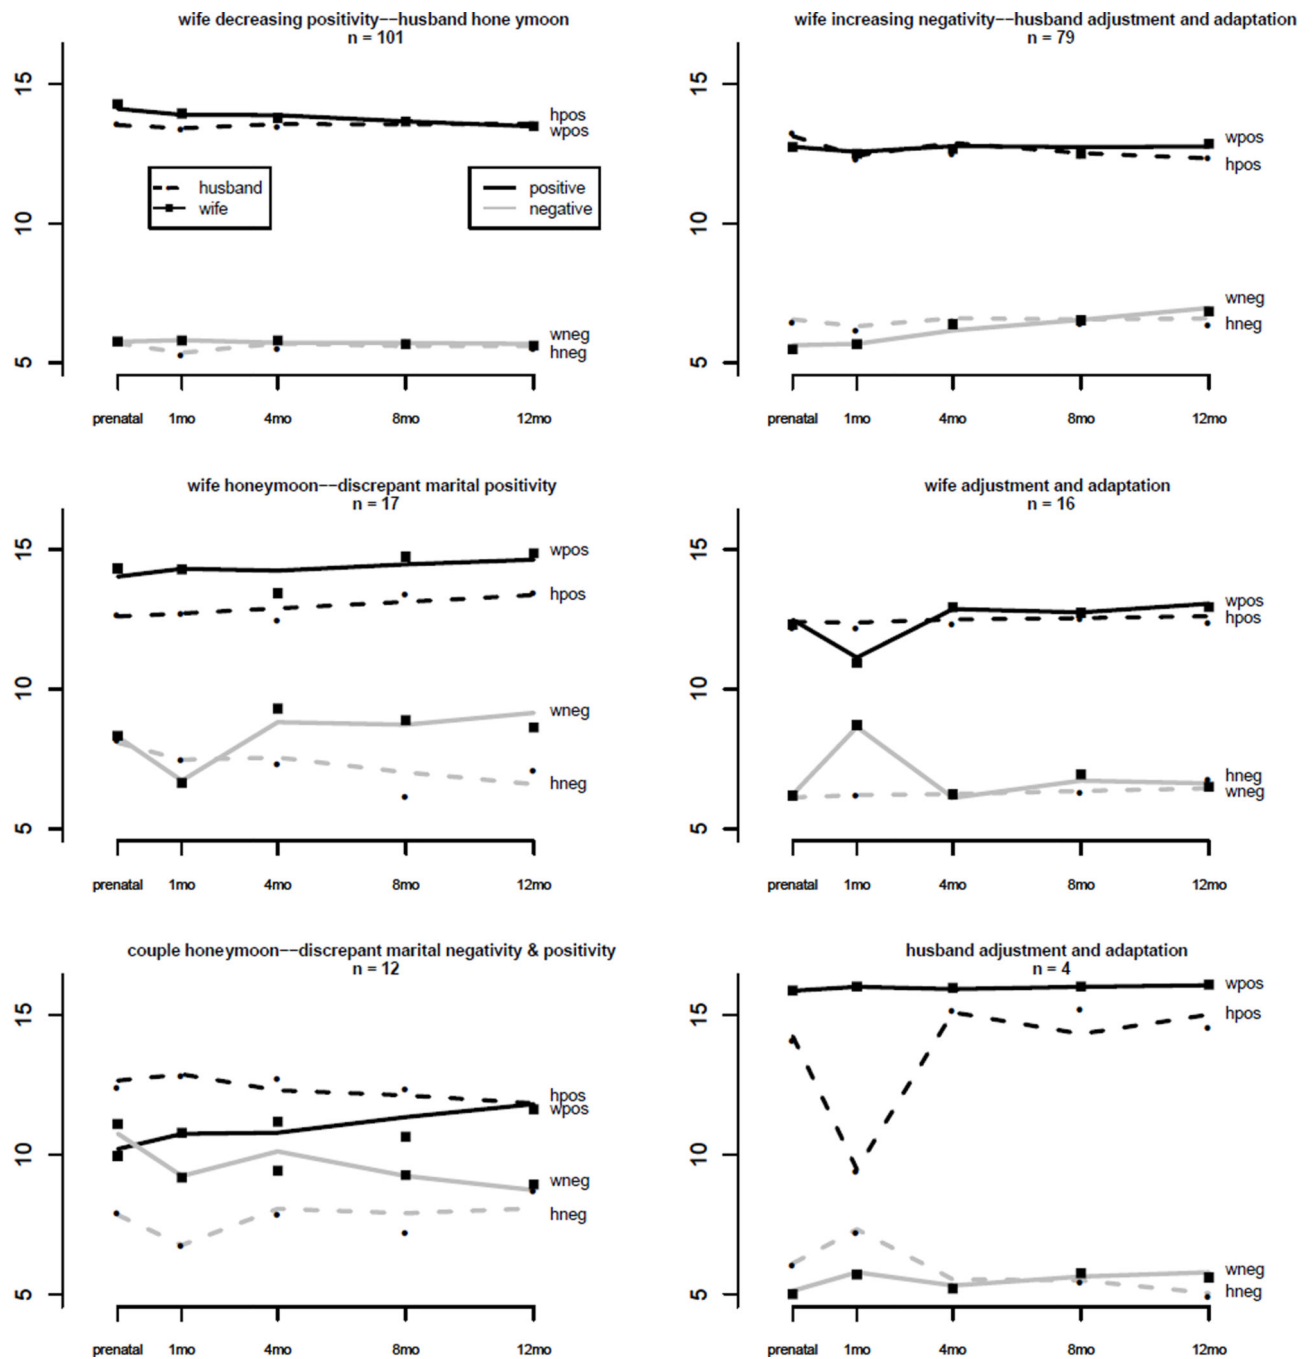 wife decreasing positivity−−husband hone ymoon
n = 101
15
10
5
hpos
wpos
husband
wife
positive
negative
wneg
hneg
prenatal 1mo 4mo 8mo 12mo
wife increasing negativity−−husband adjustment and adaptation
n = 79
15
10
5
wpos
hpos
wneg
hneg
prenatal 1mo 4mo 8mo 12mo
wife honeymoon−−discrepant marital positivity
n = 17
15
10
5
wpos
hpos
wneg
hneg
prenatal 1mo 4mo 8mo 12mo
wife adjustment and adaptation
n = 16
15
10
5
wpos
hpos
hneg
wneg
prenatal 1mo 4mo 8mo 12mo
couple honeymoon−−discrepant marital negativity & positivity
n = 12
15
10
5
hpos
wpos
wneg
hneg
prenatal 1mo 4mo 8mo 12mo
husband adjustment and adaptation
n = 4
15
10
5
wpos
hpos
wneg
hneg
prenatal 1mo 4mo 8mo 12mo